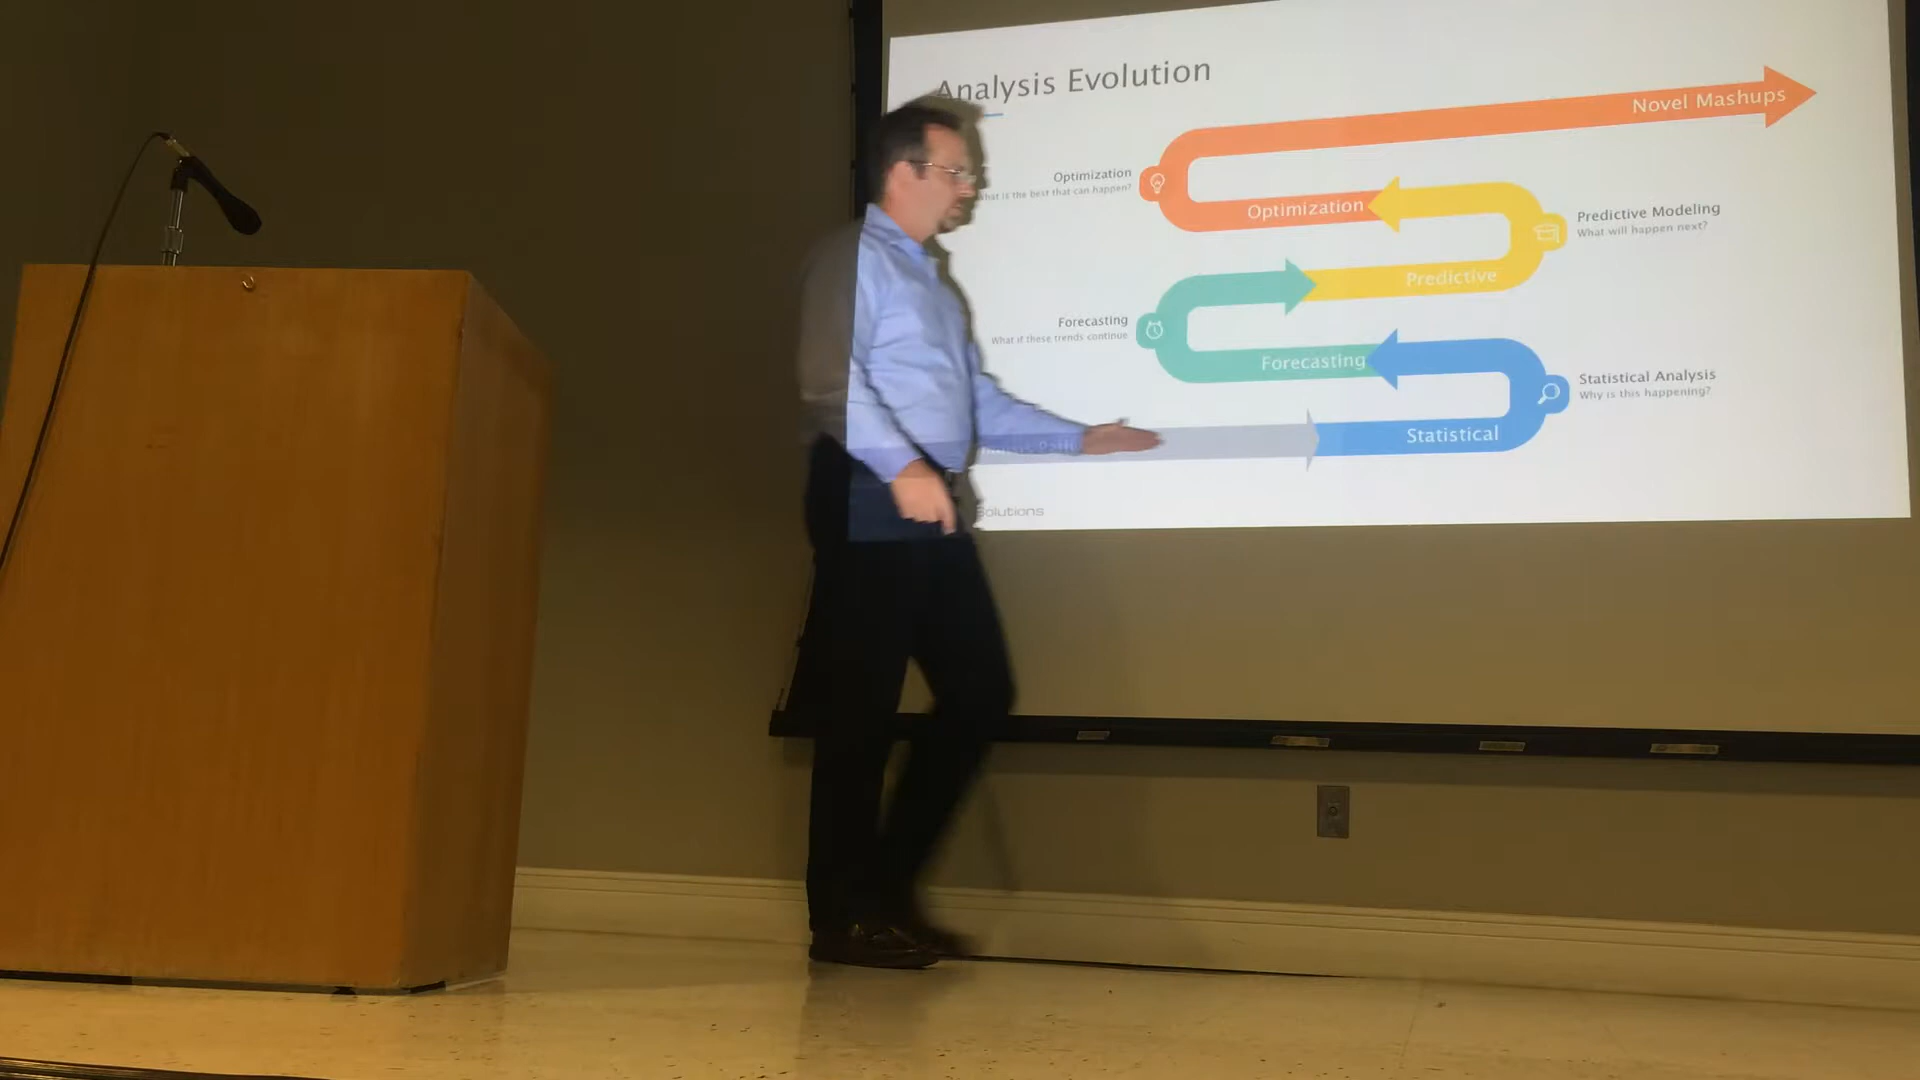 Analysis Evolution
Novel Mashups
Optimization
What is the best that can happen?
Optimization
Predictive Modeling
What will happen next?
Predictive
Forecasting
What if these trends continue
Forecasting
Statistical Analysis
Why is this happening?
Statistical
Solutions